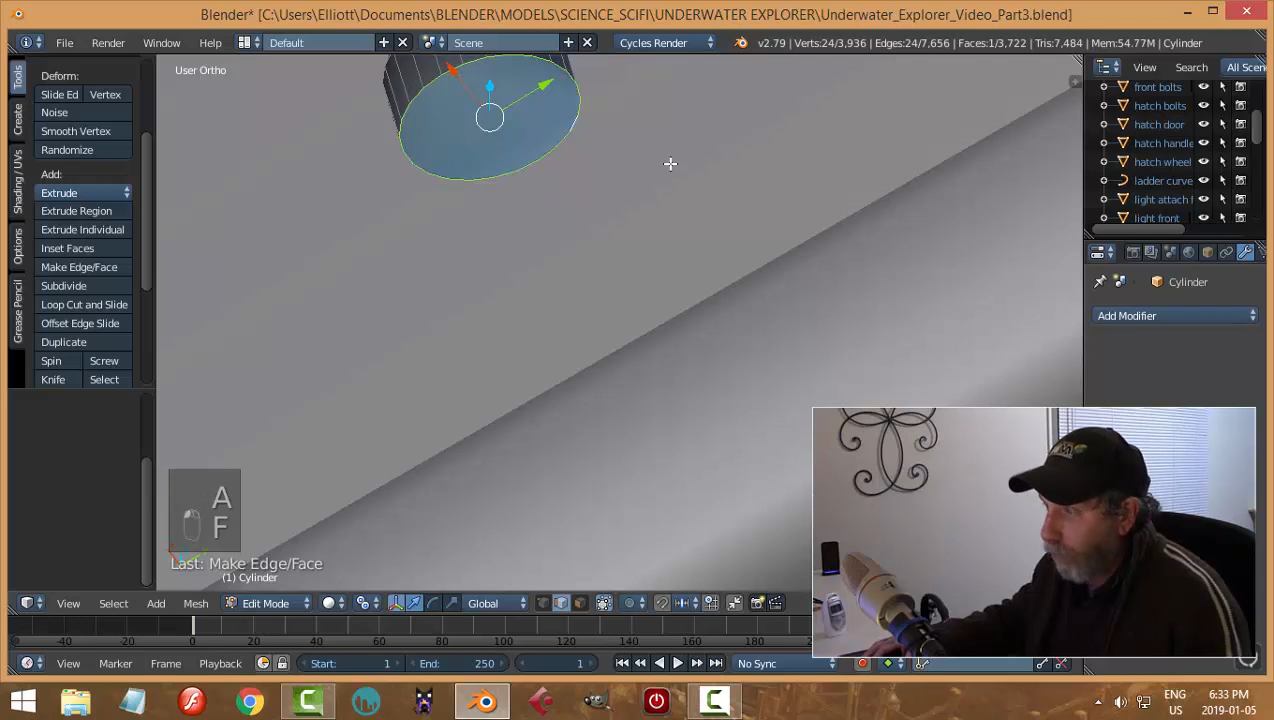 Blender* [C:\Users\Elliott\Documents\BLENDER\MODELS\SCIENCE_SCIFI\UNDERWATER EXPLORER\Underwater_Explorer_Video_Part3.blend]
File Render Window Help Default Scene Cycles Render v2.79 | Verts:24/3,936 | Edges:24/7,656 | Faces:1/3,722 | Tris:7,484 | Mem:54.77M | Cylinder
Tools
Create
Shading / UVs
Options
Grease Pencil
Deform:
Slide Ed Vertex
Noise
Smooth Vertex
Randomize
Add:
Extrude
Extrude Region
Extrude Individual
Inset Faces
Make Edge/Face
Subdivide
Loop Cut and Slide
Offset Edge Slide
Duplicate
Spin Screw
Knife Select
User Ortho
A
F
Last: Make Edge/Face
(1) Cylinder
View Search All Scen
front bolts
hatch bolts
hatch door
hatch handle
hatch wheel
ladder curve
light attach
light front
Cylinder
Add Modifier
View Select Add Mesh Edit Mode Global
-40 -20 0 20 40 60 80 100 120 140 160 180
View Marker Frame Playback Start: 1 End: 250 1 No Sync
ENG 6:33 PM
US 2019-01-05